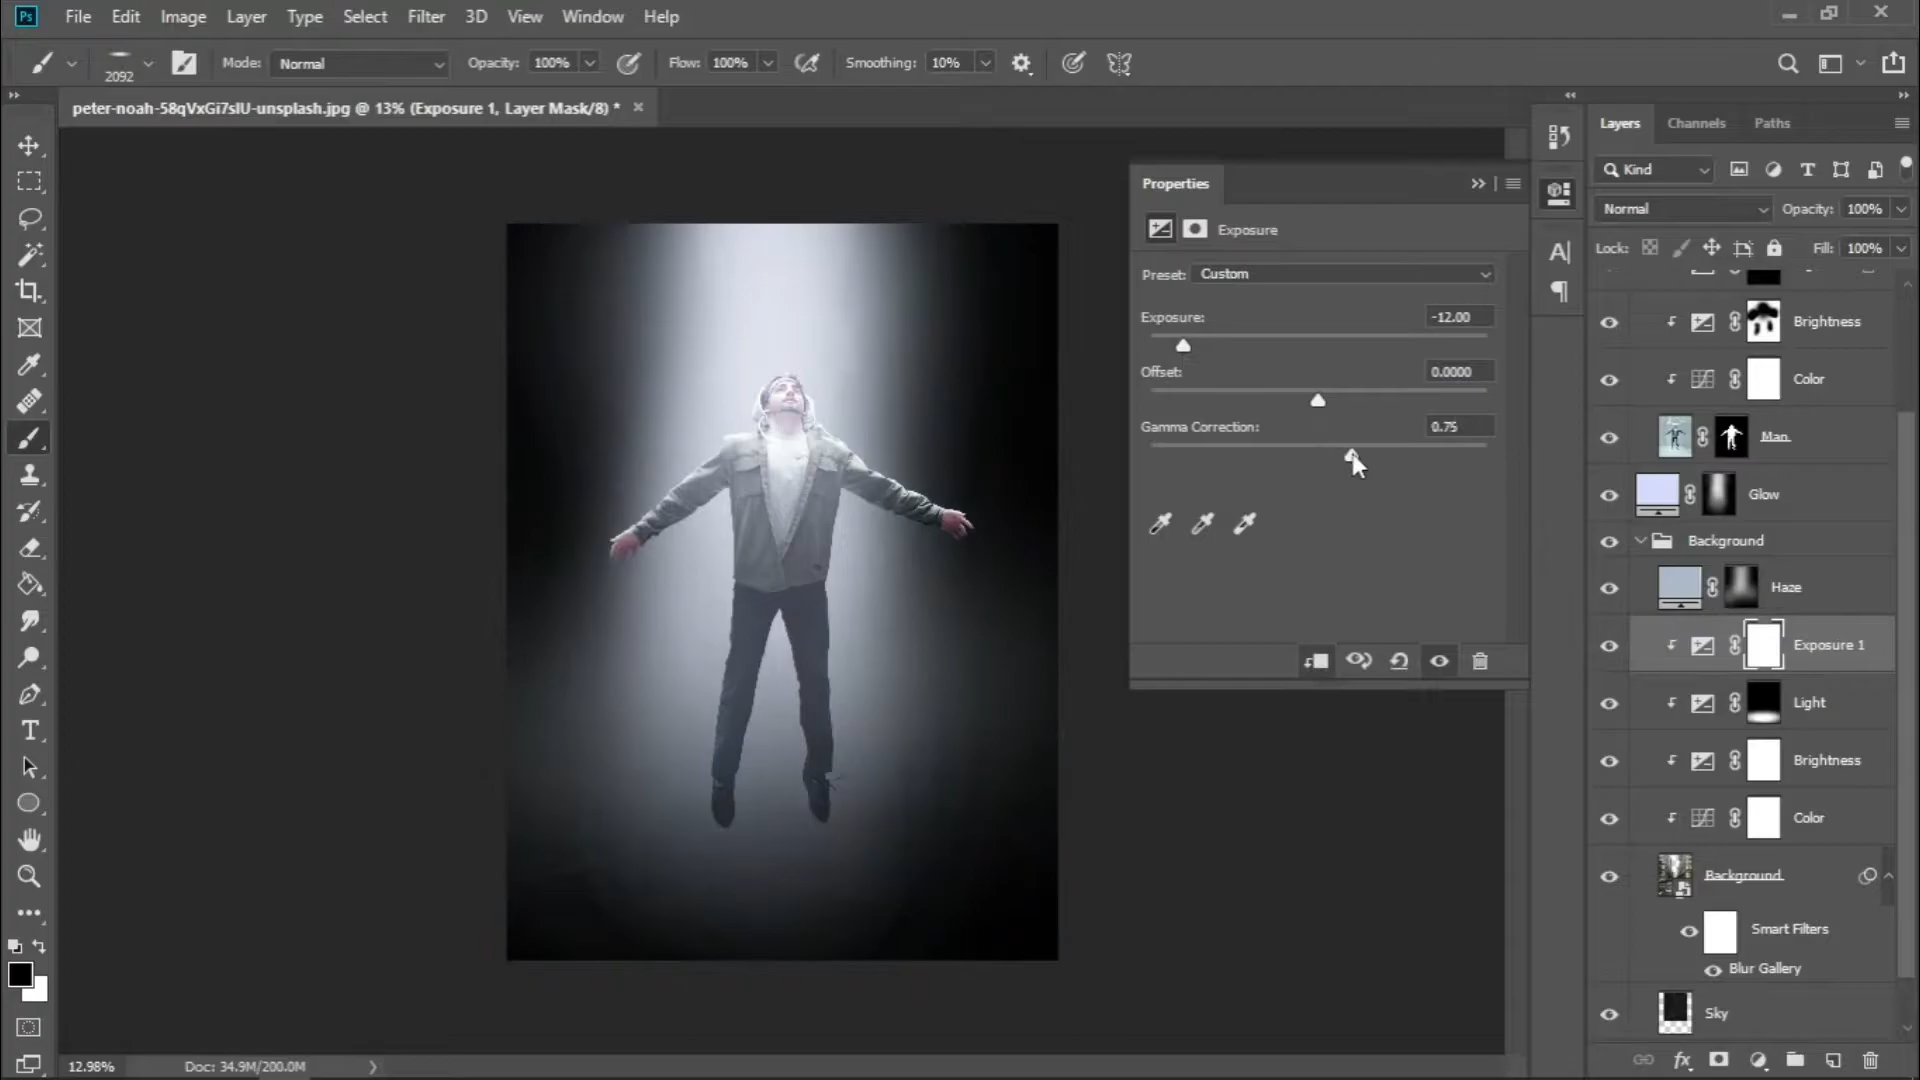 Ps File Edit Image Layer Type Select Filter 3D View Window Help
2092 Mode: Normal Opacity: 100% Flow: 100% Smoothing: 10%
peter-noah-58qVxGi7slU-unsplash.jpg @ 13% (Exposure 1, Layer Mask/8) *
Properties
Exposure
Preset: Custom
Exposure: -12.00
Offset: 0.0000
Gamma Correction: 0.75
Layers Channels Paths
Kind
Normal Opacity: 100%
Lock: Fill: 100%
Brightness
Color
Man
Glow
Background
Haze
Exposure 1
Light
Brightness
Color
Background
Smart Filters
Blur Gallery
Sky
12.98% Doc: 34.9M/200.0M